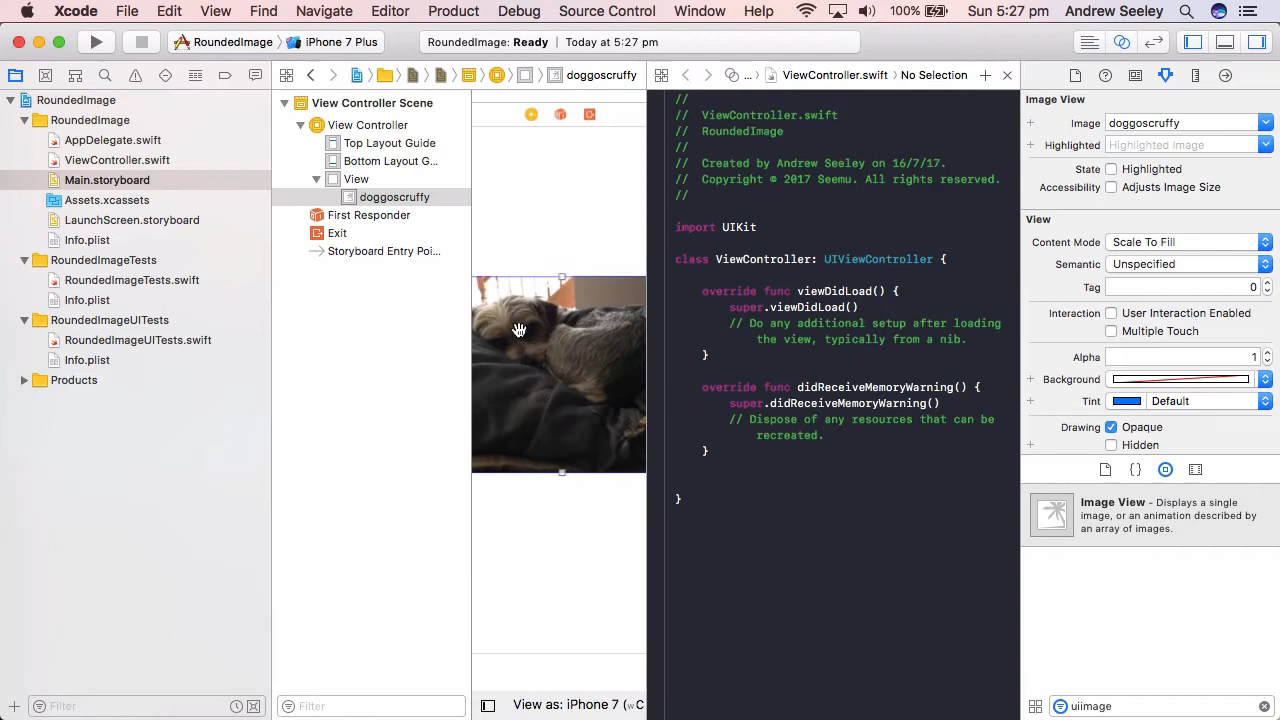 Xcode File Edit View Find Navigate Editor Product Debug Source Control Window Help 100% Sun 5:27 pm Andrew Seeley
RoundedImage iPhone 7 Plus RoundedImage: Ready Today at 5:27 pm
doggoscruffy
... ViewController.swift No Selection
RoundedImage
RoundedImage
AppDelegate.swift
ViewController.swift
Main.storyboard
Assets.xcassets
LaunchScreen.storyboard
Info.plist
RoundedImageTests
RoundedImageTests.swift
Info.plist
RoundedImageUITests
RoundedImageUITests.swift
Info.plist
Products
Filter
View Controller Scene
View Controller
Top Layout Guide
Bottom Layout G...
View
doggoscruffy
First Responder
Exit
Storyboard Entry Poi...
Filter
View as: iPhone 7 (wC
//
// ViewController.swift
// RoundedImage
//
// Created by Andrew Seeley on 16/7/17.
// Copyright © 2017 Seemu. All rights reserved.
//
import UIKit
class ViewController: UIViewController {
override func viewDidLoad() {
super.viewDidLoad()
// Do any additional setup after loading
the view, typically from a nib.
}
override func didReceiveMemoryWarning() {
super.didReceiveMemoryWarning()
// Dispose of any resources that can be
recreated.
}
}
Image View
Image doggoscruffy
Highlighted Highlighted Image
State Highlighted
Accessibility Adjusts Image Size
View
Content Mode Scale To Fill
Semantic Unspecified
Tag 0
Interaction User Interaction Enabled
Multiple Touch
Alpha 1
Background
Tint Default
Drawing Opaque
Hidden
Image View - Displays a single
image, or an animation described by
an array of images.
uiimage